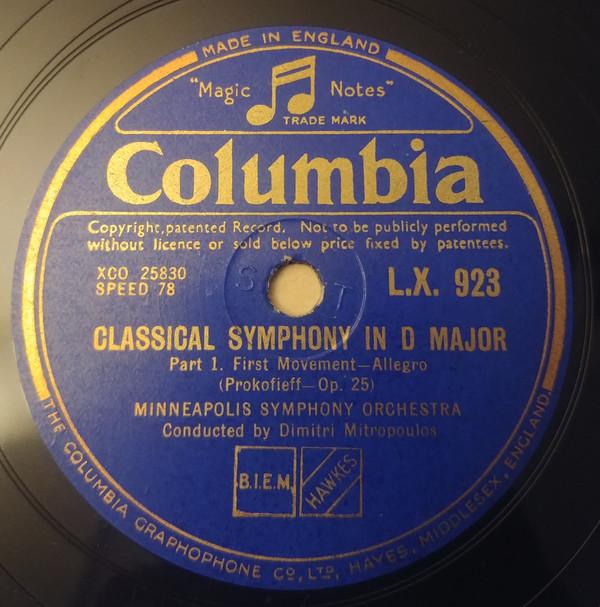 MADE IN ENGLAND
"Magic Notes"
TRADE MARK
Columbia
Copyright, patented Record. Not to be publicly performed
without licence or sold below price fixed by patentees.
XCO 25830
SPEED 78
L.X. 923
S T
CLASSICAL SYMPHONY IN D MAJOR
Part 1. First Movement—Allegro
(Prokofieff—Op. 25)
MINNEAPOLIS SYMPHONY ORCHESTRA
Conducted by Dimitri Mitropoulos
B.I.E.M.
HAWKES
THE COLUMBIA GRAPHOPHONE CO., LTD., HAYES, MIDDLESEX, ENGLAND.